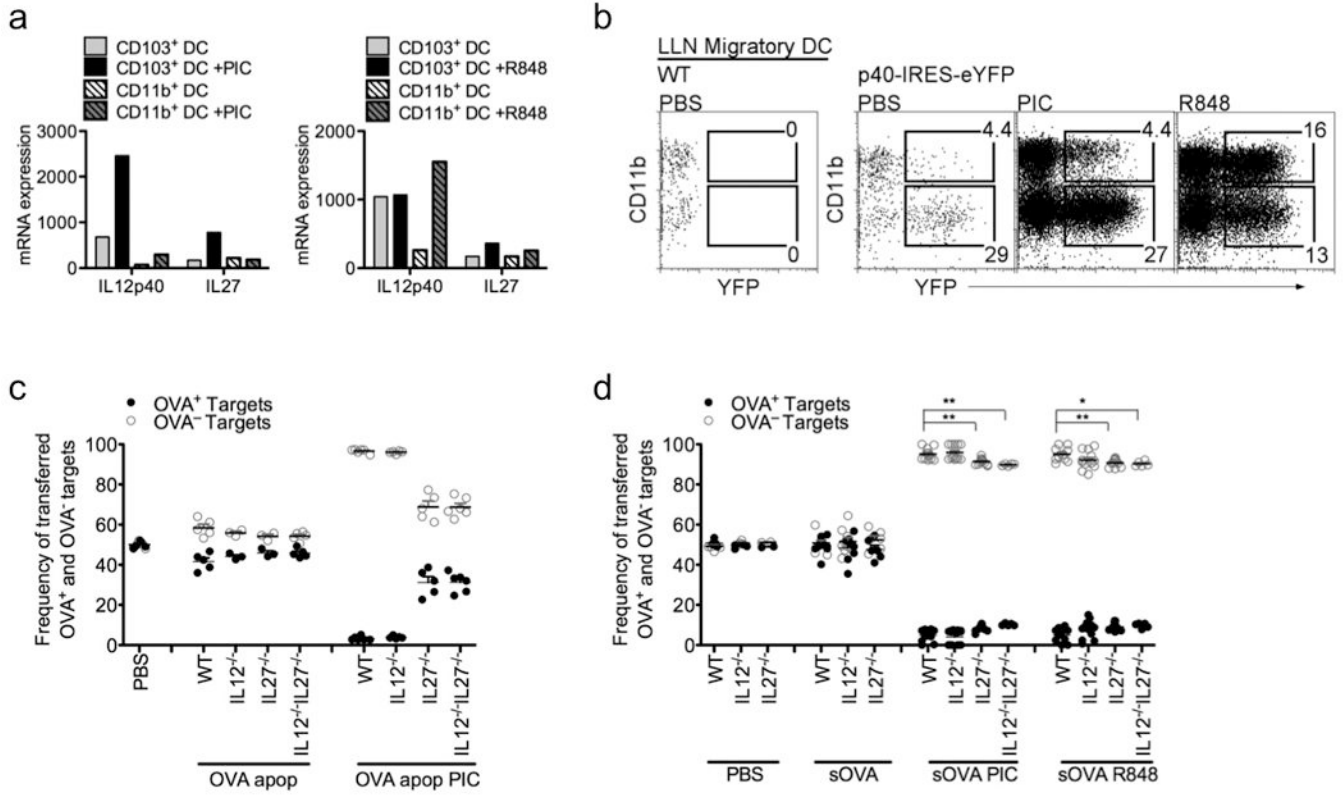 a
CD103⁺ DC
CD103⁺ DC +PIC
CD11b⁺ DC
CD11b⁺ DC +PIC
mRNA expression
3000
2000
1000
0
IL12p40 IL27
CD103⁺ DC
CD103⁺ DC +R848
CD11b⁺ DC
CD11b⁺ DC +R848
mRNA expression
2000
1000
0
IL12p40 IL27
b
LLN Migratory DC
WT p40-IRES-eYFP
PBS PBS PIC R848
CD11b
0
0
YFP
CD11b
4.4
29
4.4
27
16
13
YFP
c
OVA⁺ Targets
OVA⁻ Targets
Frequency of transferred
OVA⁺ and OVA⁻ targets
100
80
60
40
20
0
PBS
WT
IL12⁻/⁻
IL27⁻/⁻
IL12⁻/⁻IL27⁻/⁻
WT
IL12⁻/⁻
IL27⁻/⁻
IL12⁻/⁻IL27⁻/⁻
OVA apop OVA apop PIC
d
OVA⁺ Targets
OVA⁻ Targets
Frequency of transferred
OVA⁺ and OVA⁻ targets
100
80
60
40
20
0
**
**
*
**
WT
IL12⁻/⁻
IL27⁻/⁻
WT
IL12⁻/⁻
IL27⁻/⁻
WT
IL12⁻/⁻
IL27⁻/⁻
IL12⁻/⁻IL27⁻/⁻
WT
IL12⁻/⁻
IL27⁻/⁻
IL12⁻/⁻IL27⁻/⁻
PBS sOVA sOVA PIC sOVA R848